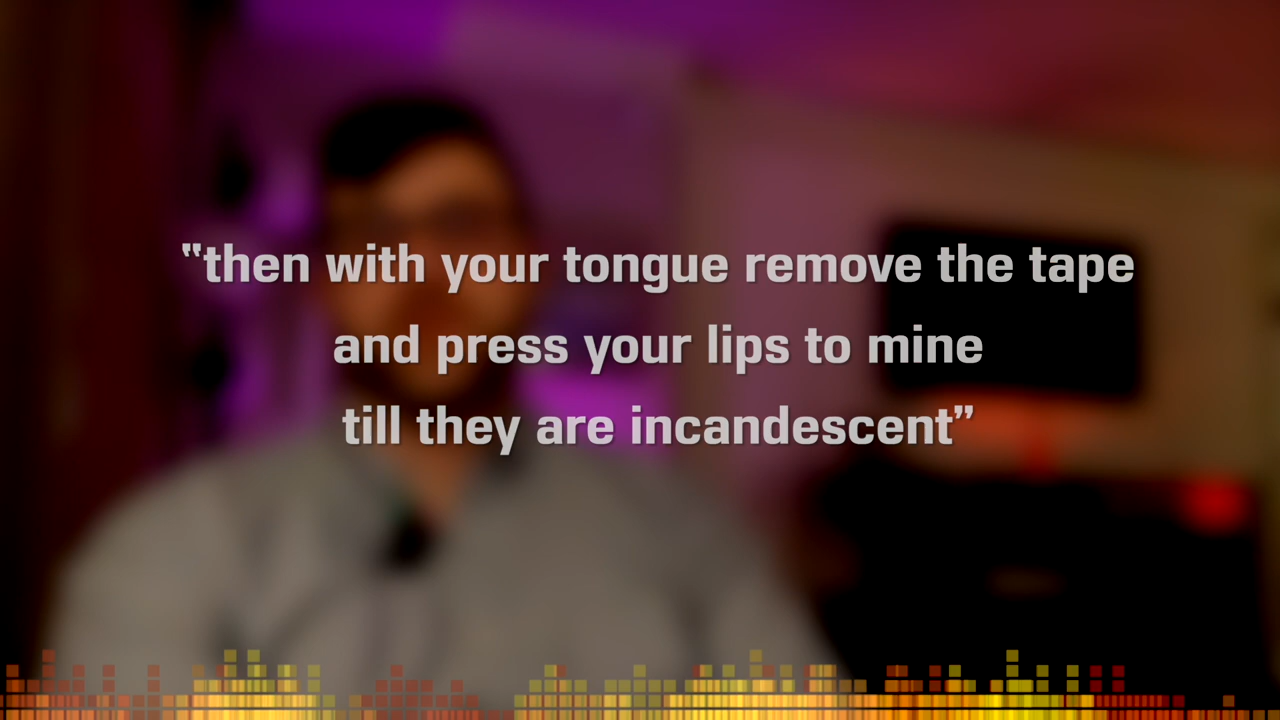 "then with your tongue remove the tape
and press your lips to mine
till they are incandescent”